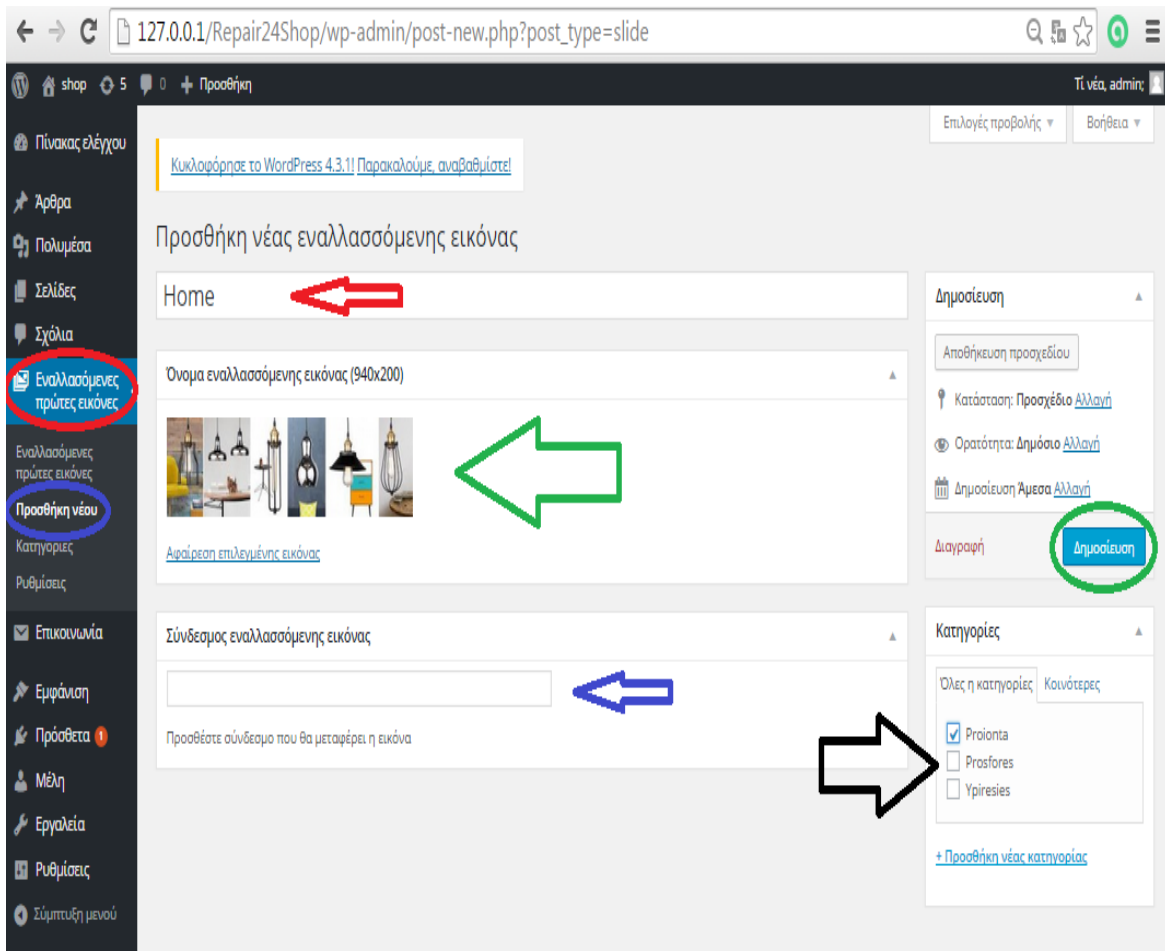 127.0.0.1/Repair24Shop/wp-admin/post-new.php?post_type=slide
shop 5 0 Προσθήκη
Τί νέα, admin;
Επιλογές προβολής
Βοήθεια
Πίνακας ελέγχου
Άρθρα
Πολυμέσα
Σελίδες
Σχόλια
Εναλλασόμενες
πρώτες εικόνες
Εναλλασόμενες
πρώτες εικόνες
Προσθήκη νέου
Κατηγορίες
Ρυθμίσεις
Επικοινωνία
Εμφάνιση
Πρόσθετα 1
Μέλη
Εργαλεία
Ρυθμίσεις
Σύμπτυξη μενού
Κυκλοφόρησε το WordPress 4.3.1! Παρακαλούμε, αναβαθμίστε!
Προσθήκη νέας εναλλασσόμενης εικόνας
Home
Όνομα εναλλασσόμενης εικόνας (940x200)
Αφαίρεση επιλεγμένης εικόνας
Σύνδεσμος εναλλασσόμενης εικόνας
Προσθέστε σύνδεσμο που θα μεταφέρει η εικόνα
Δημοσίευση
Αποθήκευση προσχεδίου
Κατάσταση: Προσχέδιο Αλλαγή
Ορατότητα: Δημόσιο Αλλαγή
Δημοσίευση Άμεσα Αλλαγή
Διαγραφή
Δημοσίευση
Κατηγορίες
Όλες η κατηγορίες Κοινότερες
Proionta
Prosfores
Ypiresies
+ Προσθήκη νέας κατηγορίας